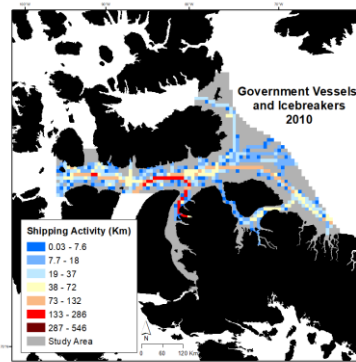 Government Vessels
and Icebreakers
2010
Shipping Activity (Km)
0.03 - 7.6
7.7 - 18
19 - 37
38 - 72
73 - 132
133 - 286
287 - 546
Study Area
N
0
60
120 Km